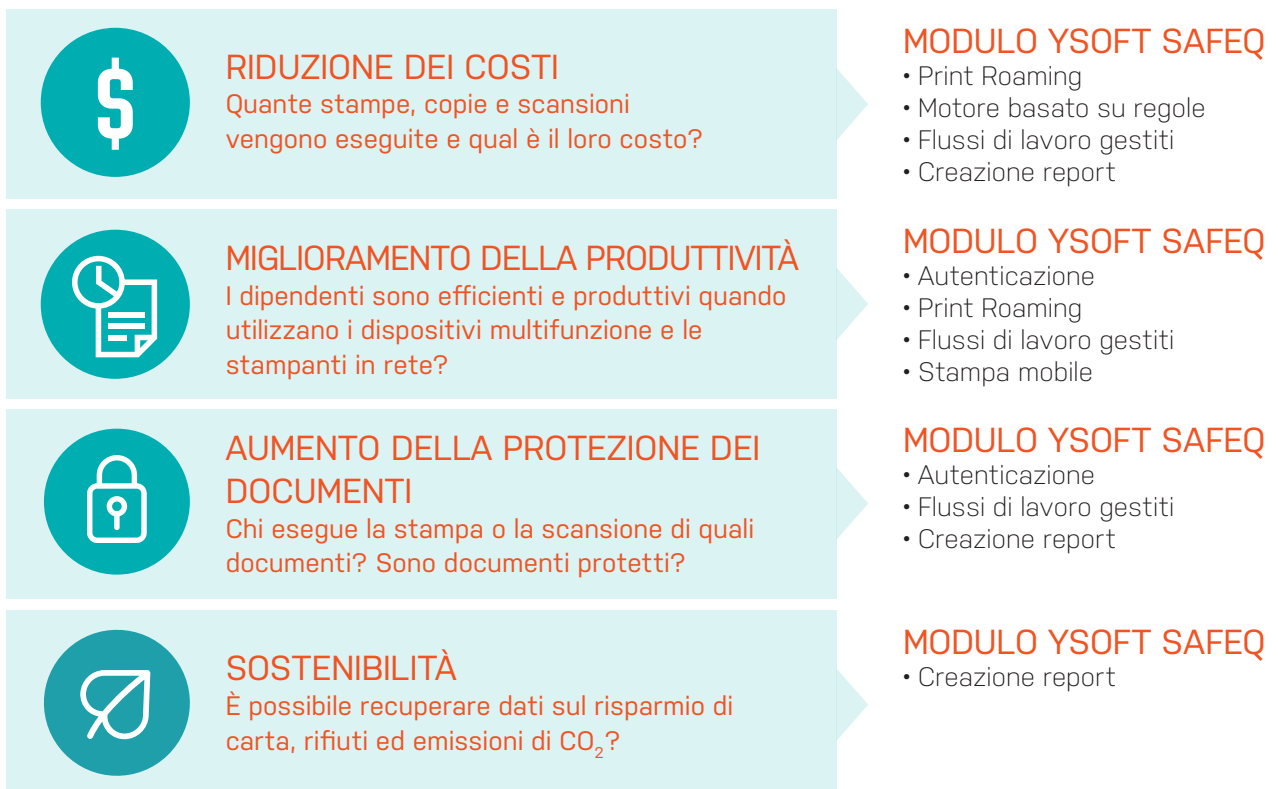 RIDUZIONE DEI COSTI
Quante stampe, copie e scansioni
vengono eseguite e qual è il loro costo?
MODULO YSOFT SAFEQ
• Print Roaming
• Motore basato su regole
• Flussi di lavoro gestiti
• Creazione report
MIGLIORAMENTO DELLA PRODUTTIVITÀ
I dipendenti sono efficienti e produttivi quando
utilizzano i dispositivi multifunzione e le
stampanti in rete?
MODULO YSOFT SAFEQ
• Autenticazione
• Print Roaming
• Flussi di lavoro gestiti
• Stampa mobile
AUMENTO DELLA PROTEZIONE DEI
DOCUMENTI
Chi esegue la stampa o la scansione di quali
documenti? Sono documenti protetti?
MODULO YSOFT SAFEQ
• Autenticazione
• Flussi di lavoro gestiti
• Creazione report
SOSTENIBILITÀ
È possibile recuperare dati sul risparmio di
carta, rifiuti ed emissioni di CO₂?
MODULO YSOFT SAFEQ
• Creazione report